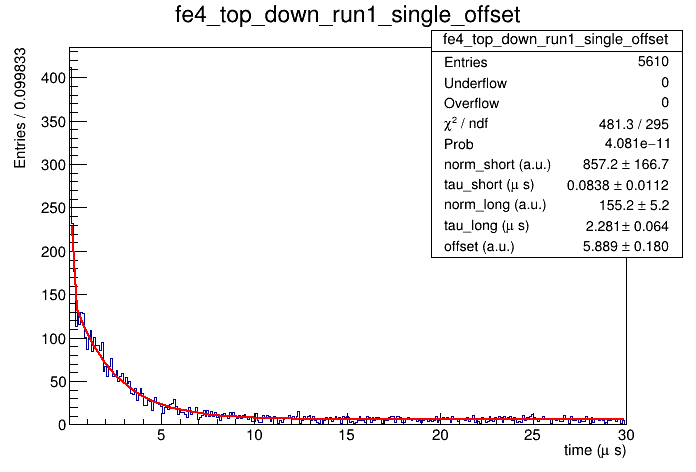 fe4_top_down_run1_single_offset
fe4_top_down_run1_single_offset
Entries 5610
Underflow 0
Overflow 0
χ² / ndf 481.3 / 295
Prob 4.081e−11
norm_short (a.u.) 857.2 ± 166.7
tau_short (μ s) 0.0838 ± 0.0112
norm_long (a.u.) 155.2 ± 5.2
tau_long (μ s) 2.281 ± 0.064
offset (a.u.) 5.889 ± 0.180
Entries / 0.099833
400
350
300
250
200
150
100
50
0
5 10 15 20 25 30
time (μ s)